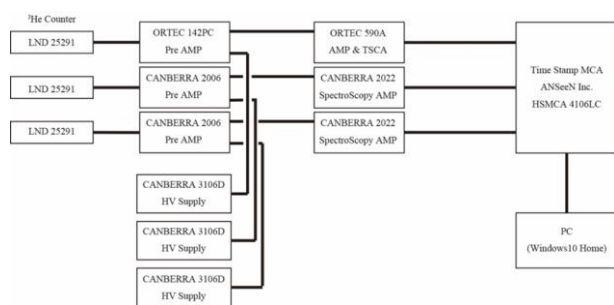 ³He Counter
LND 25291
ORTEC 142PC
Pre AMP
ORTEC 590A
AMP & TSCA
LND 25291
CANBERRA 2006
Pre AMP
CANBERRA 2022
SpectroScopy AMP
LND 25291
CANBERRA 2006
Pre AMP
CANBERRA 2022
SpectroScopy AMP
Time Stamp MCA
ANSeeN Inc.
HSMCA 4106LC
CANBERRA 3106D
HV Supply
CANBERRA 3106D
HV Supply
CANBERRA 3106D
HV Supply
PC
(Windows10 Home)